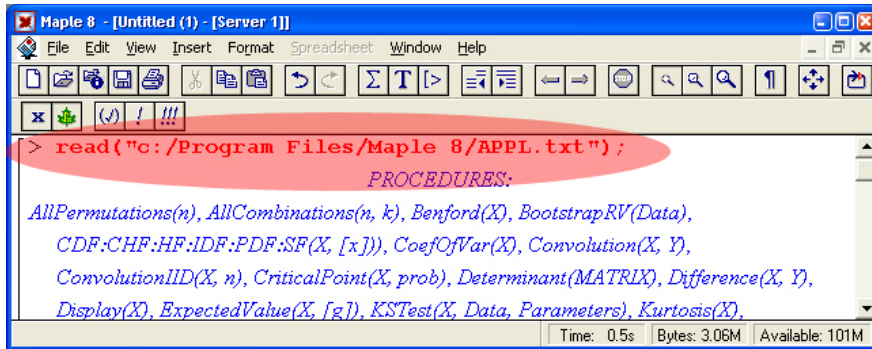 Maple 8 - [Untitled (1) - [Server 1]]
File Edit View Insert Format Spreadsheet Window Help
Σ T [> STOP ¶
x (√) ! !!!
> read("c:/Program Files/Maple 8/APPL.txt");
PROCEDURES:
AllPermutations(n), AllCombinations(n, k), Benford(X), BootstrapRV(Data),
CDF:CHF:HF:IDF:PDF:SF(X, [x])), CoefOfVar(X), Convolution(X, Y),
ConvolutionIID(X, n), CriticalPoint(X, prob), Determinant(MATRIX), Difference(X, Y),
Display(X), ExpectedValue(X, [g]), KSTest(X, Data, Parameters), Kurtosis(X),
Time: 0.5s Bytes: 3.06M Available: 101M